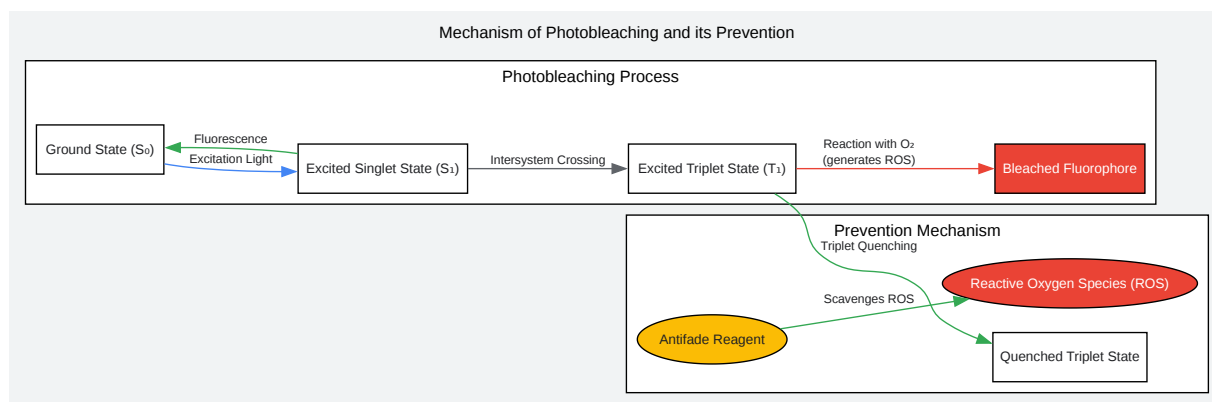 Mechanism of Photobleaching and its Prevention
Photobleaching Process
Ground State (S₀)
Fluorescence
Excitation Light
Excited Singlet State (S₁)
Intersystem Crossing
Excited Triplet State (T₁)
Reaction with O₂
(generates ROS)
Bleached Fluorophore
Prevention Mechanism
Triplet Quenching
Reactive Oxygen Species (ROS)
Scavenges ROS
Antifade Reagent
Quenched Triplet State